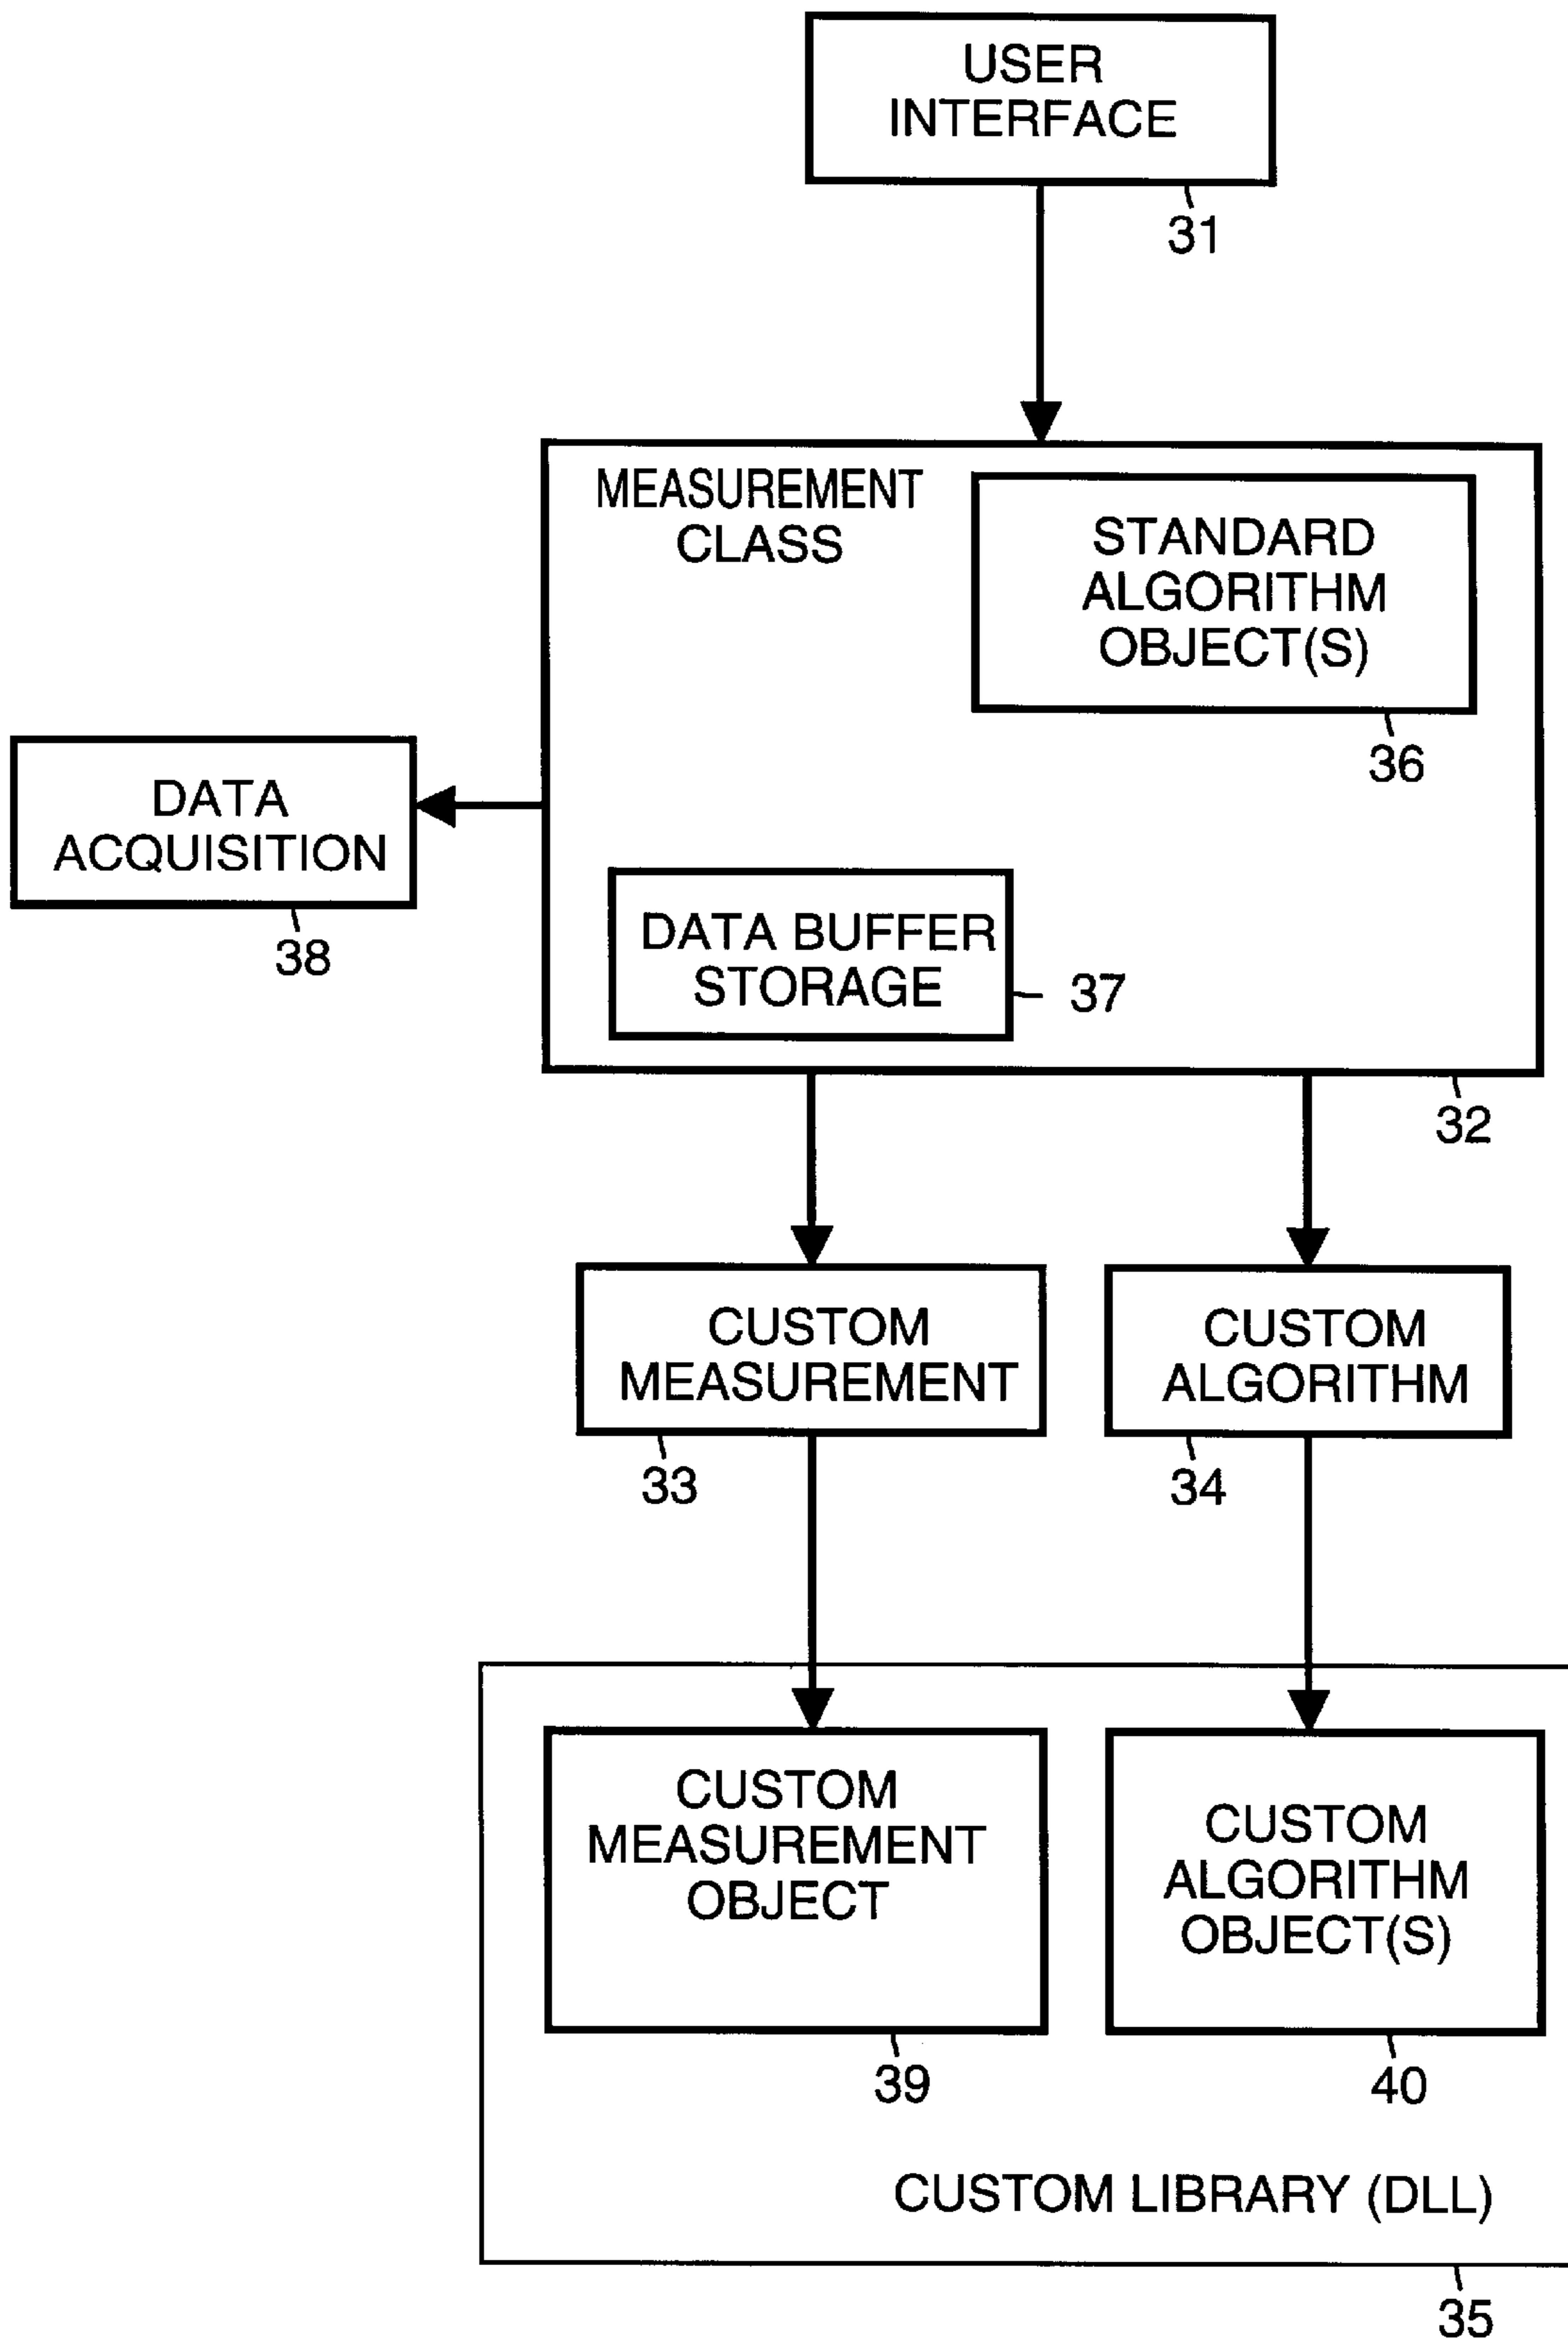 USER
INTERFACE
31
MEASUREMENT
CLASS
STANDARD
ALGORITHM
OBJECT(S)
36
DATA
ACQUISITION
38
DATA BUFFER
STORAGE
37
32
CUSTOM
MEASUREMENT
33
CUSTOM
ALGORITHM
34
CUSTOM
MEASUREMENT
OBJECT
39
CUSTOM
ALGORITHM
OBJECT(S)
40
CUSTOM LIBRARY (DLL)
35